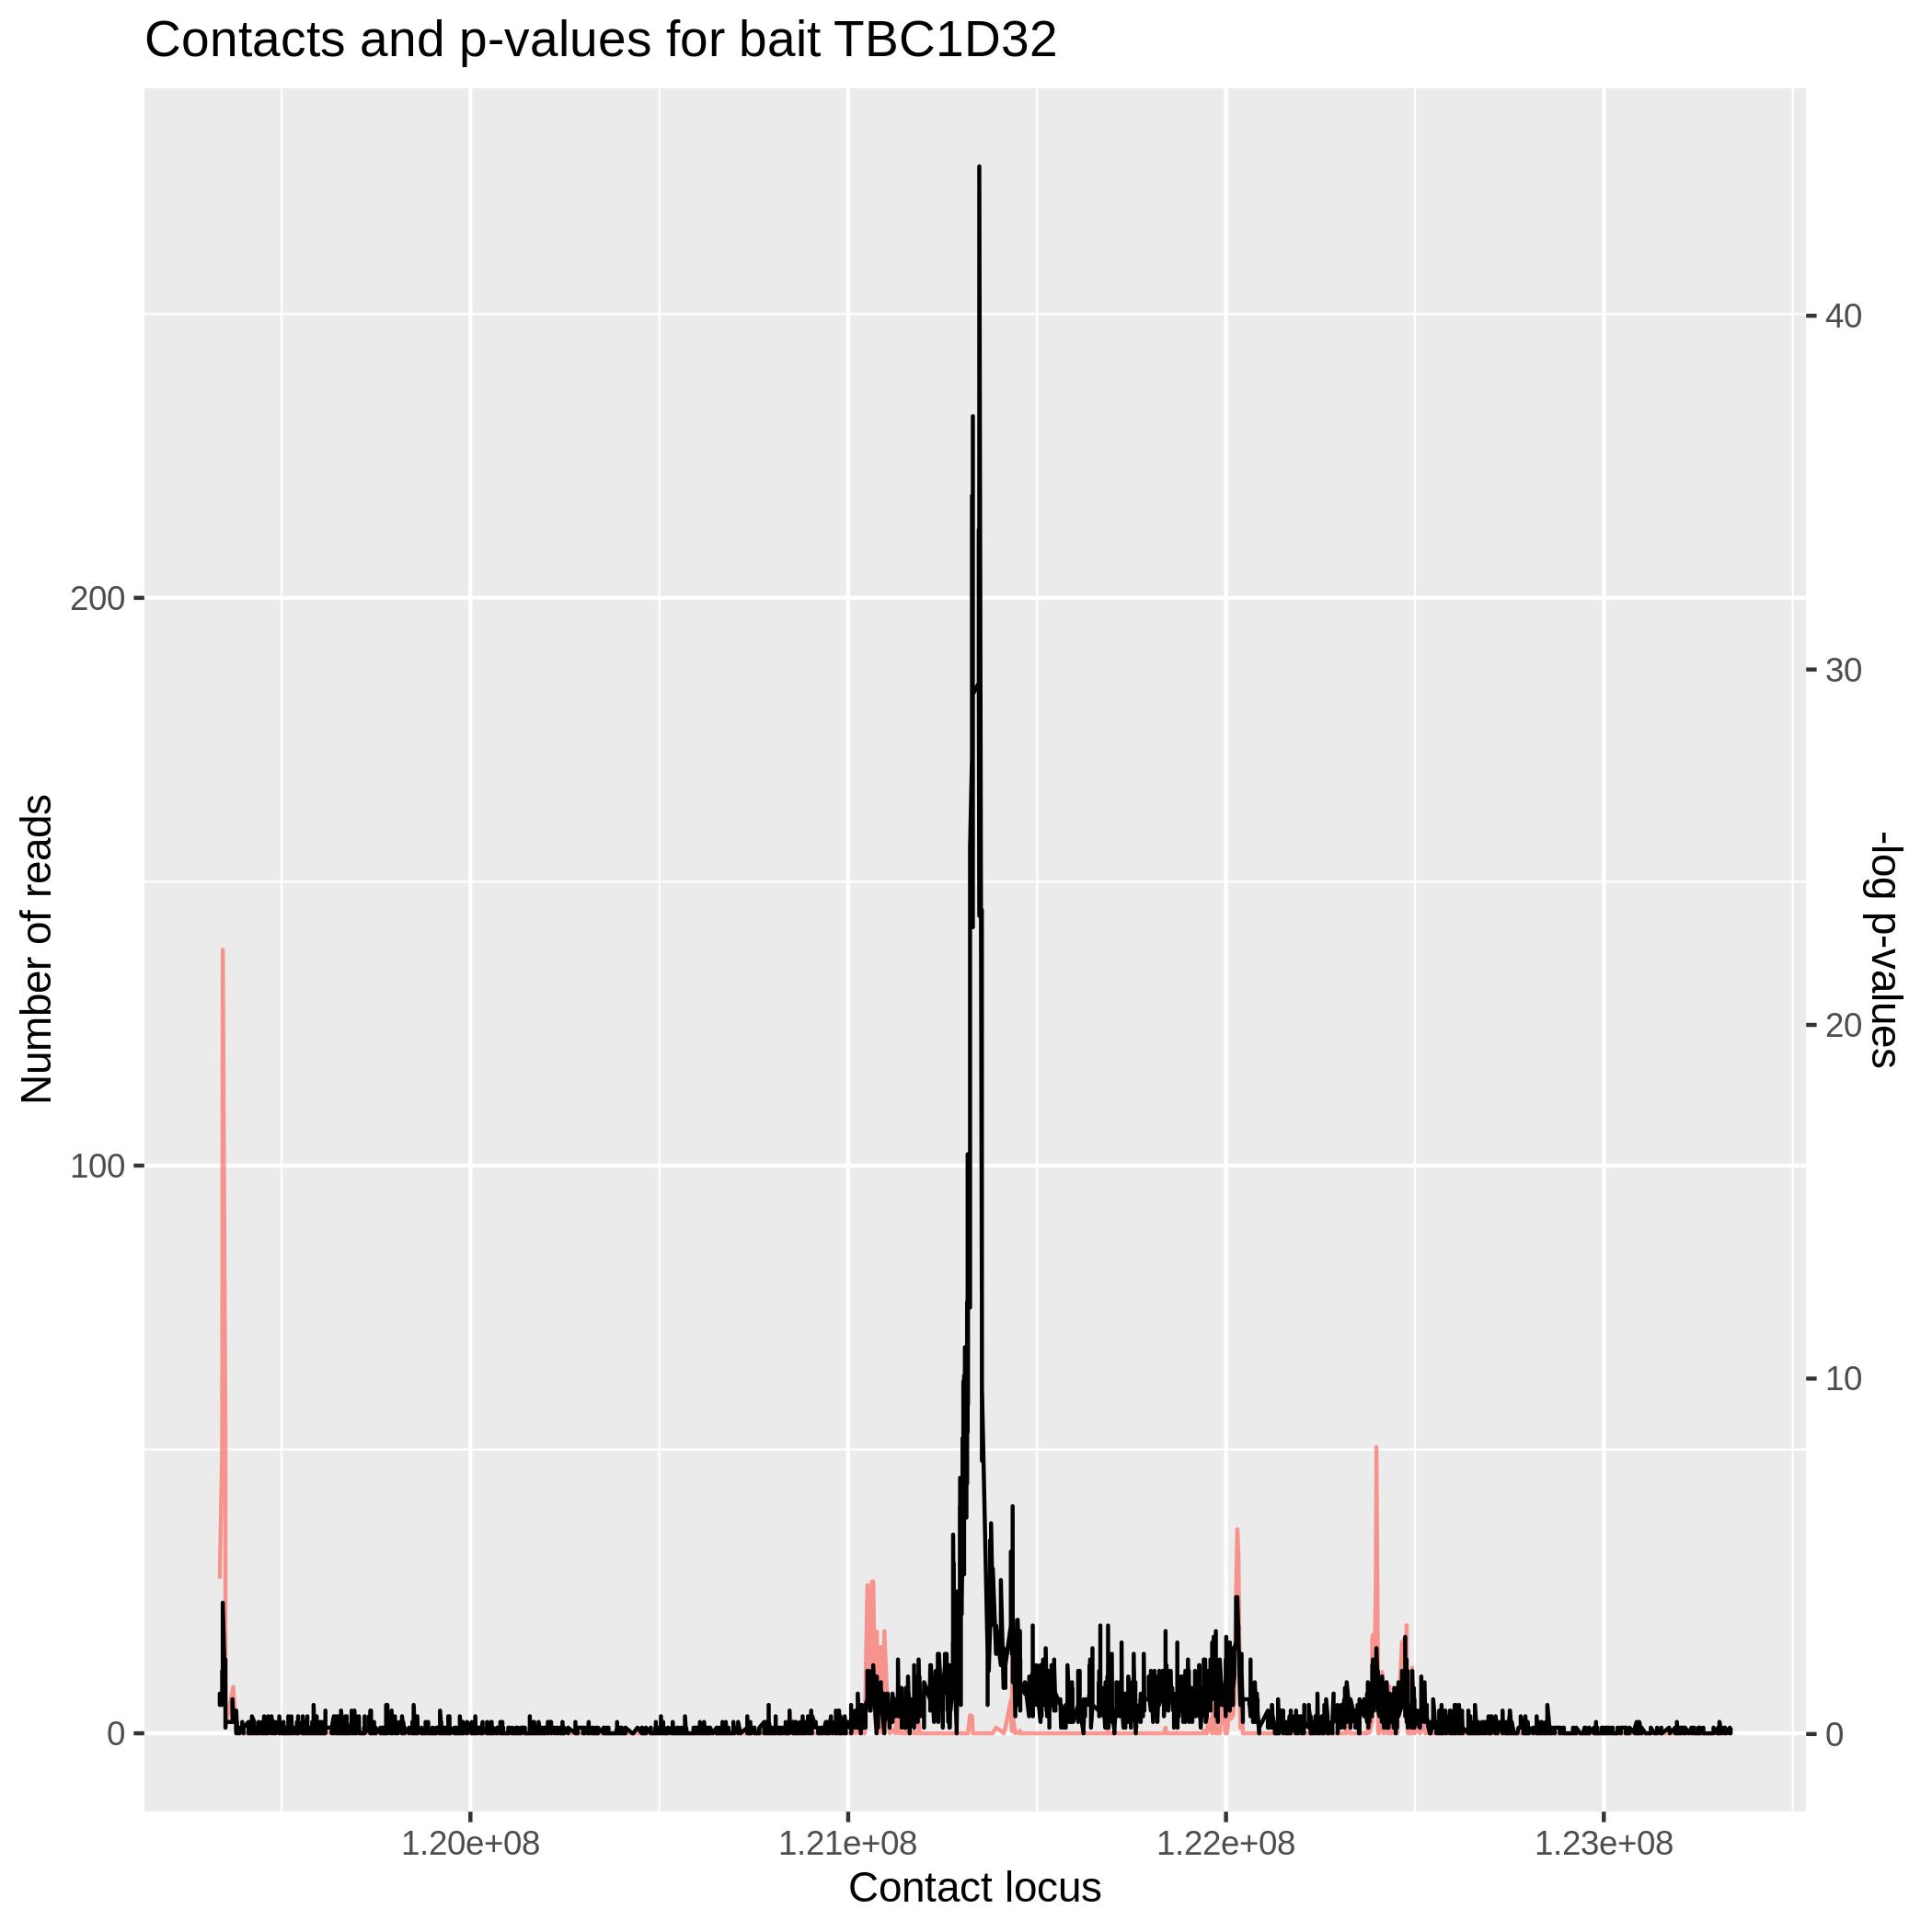 Contacts and p-values for bait TBC1D32
Number of reads
200
100
0
40
30
20
10
0
-log p-values
1.20e+08
1.21e+08
1.22e+08
1.23e+08
Contact locus